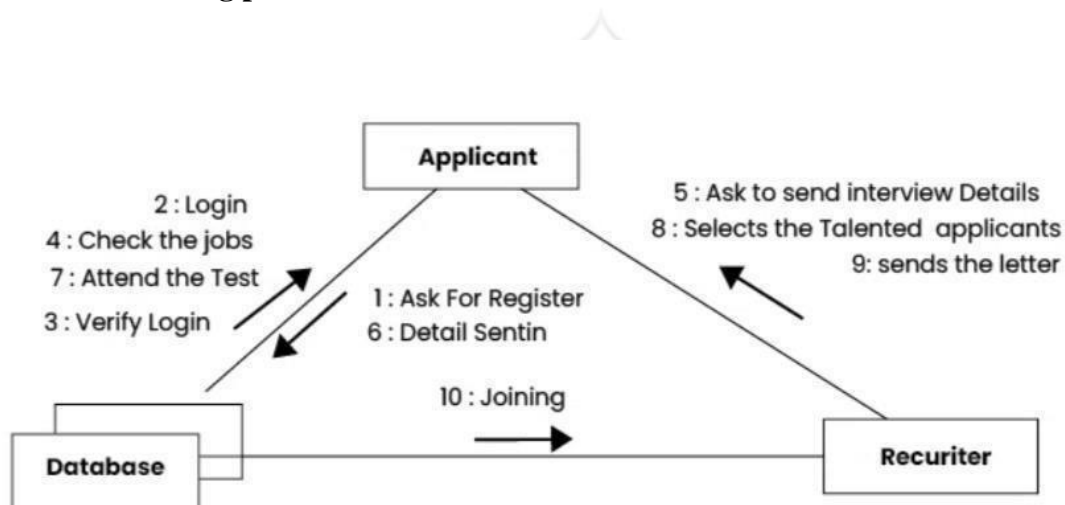 Applicant
2 : Login
4 : Check the jobs
7 : Attend the Test
3 : Verify Login
5 : Ask to send interview Details
8 : Selects the Talented applicants
9: sends the letter
1 : Ask For Register
6 : Detail Sentin
10 : Joining
Database
Recuriter